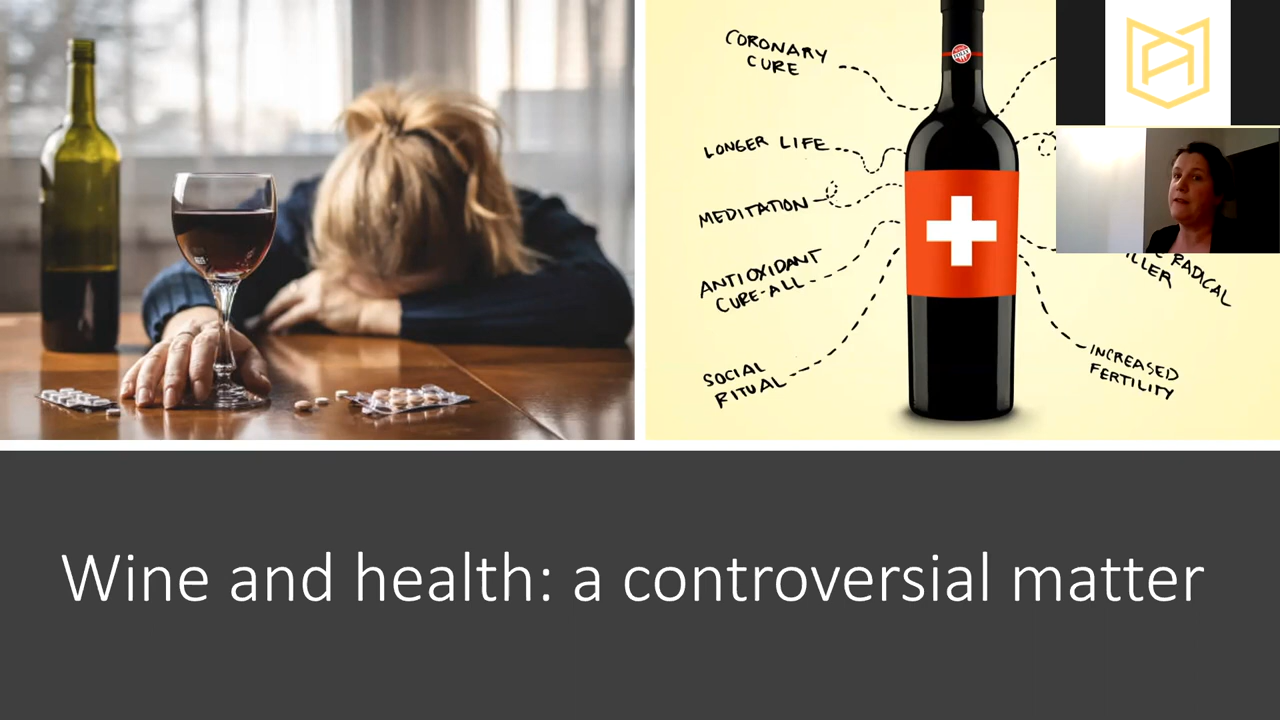 CORONARY
CURE
LONGER LIFE
MEDITATION
ANTIOXIDANT
CURE-ALL
SOCIAL
RITUAL
RADICAL
INCREASED
FERTILITY
Wine and health: a controversial matter